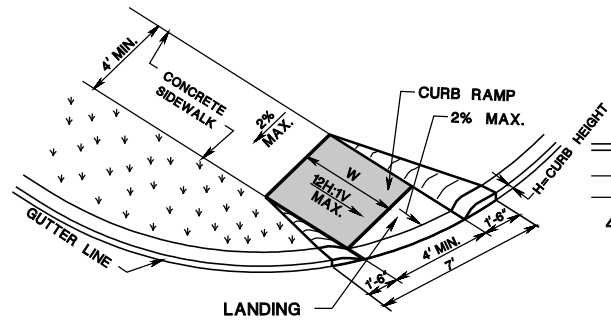 4' MIN.
CONCRETE
SIDEWALK
2%
MAX.
CURB RAMP
2% MAX.
H=CURB HEIGHT
W
12H:1V
MAX.
GUTTER LINE
LANDING
1'-6"
4' MIN.
1'-6"
7'
4